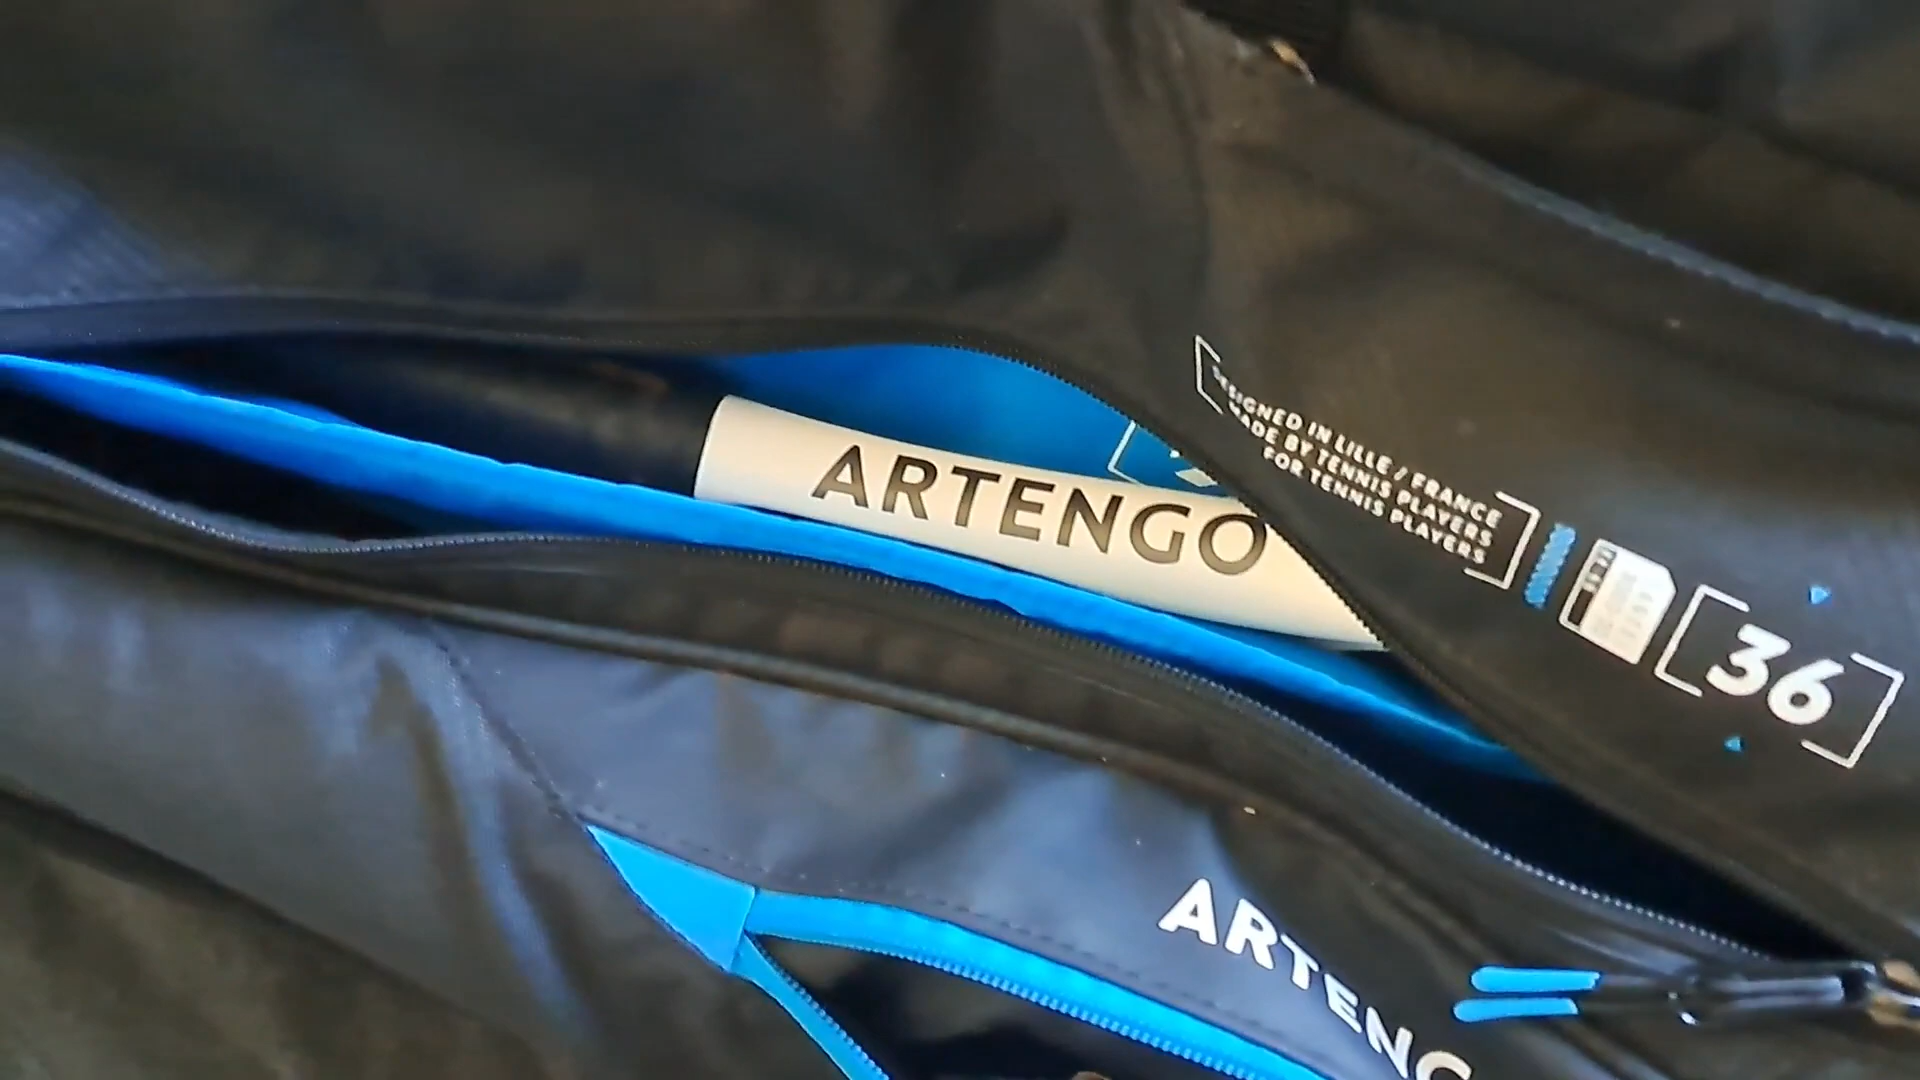 ARTENGO
DESIGNED IN LILLE / FRANCE
MADE BY TENNIS PLAYERS
FOR TENNIS PLAYERS
36
ARTENG